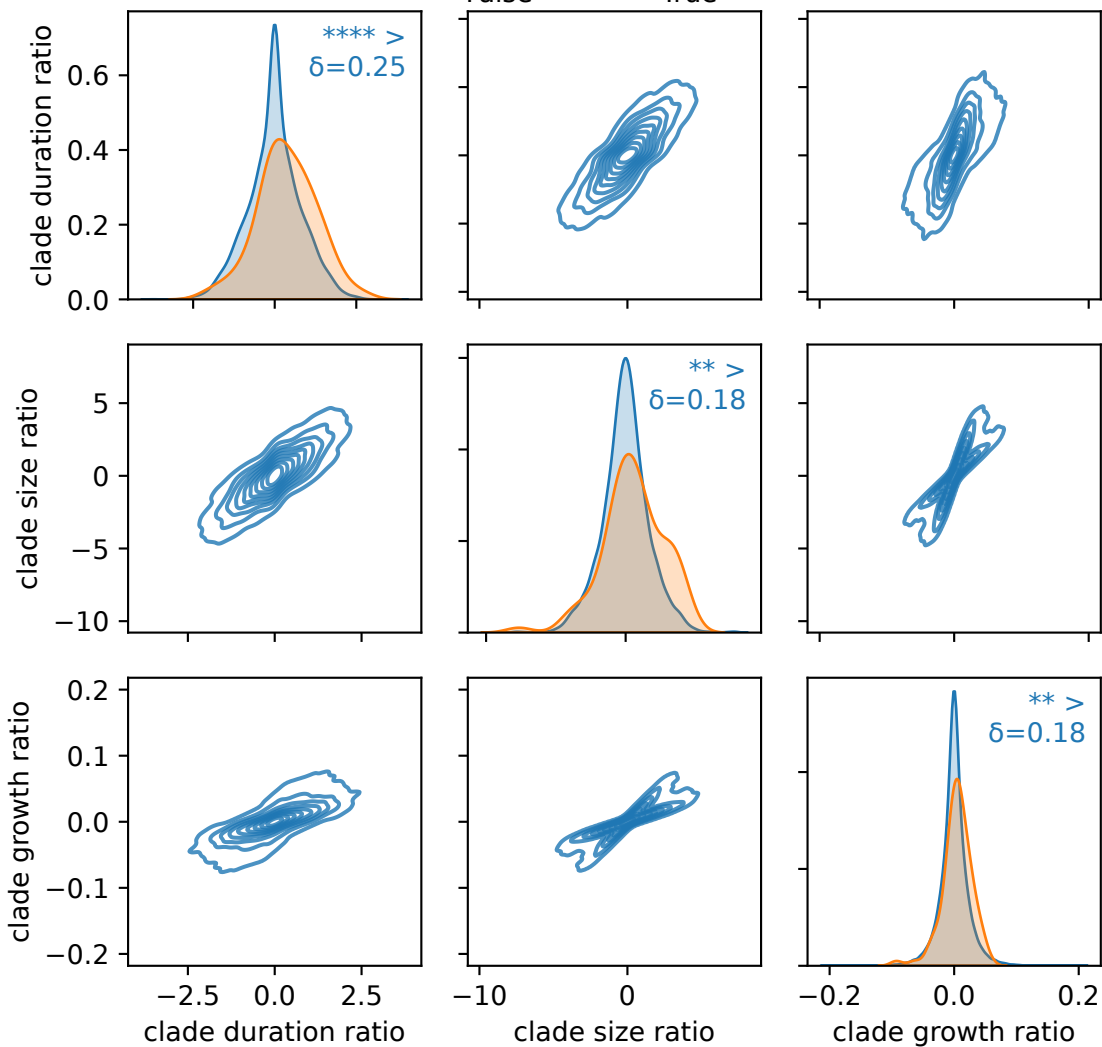 False True
clade duration ratio
0.6
0.4
0.2
0.0
**** >
δ=0.25
clade size ratio
5
0
−5
−10
** >
δ=0.18
clade growth ratio
0.2
0.1
0.0
−0.1
−0.2
** >
δ=0.18
−2.5 0.0 2.5
−10 0
−0.2 0.0 0.2
clade duration ratio
clade size ratio
clade growth ratio